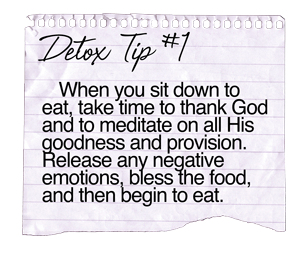 Detox Tip #1
When you sit down to
eat, take time to thank God
and to meditate on all His
goodness and provision.
Release any negative
emotions, bless the food,
and then begin to eat.